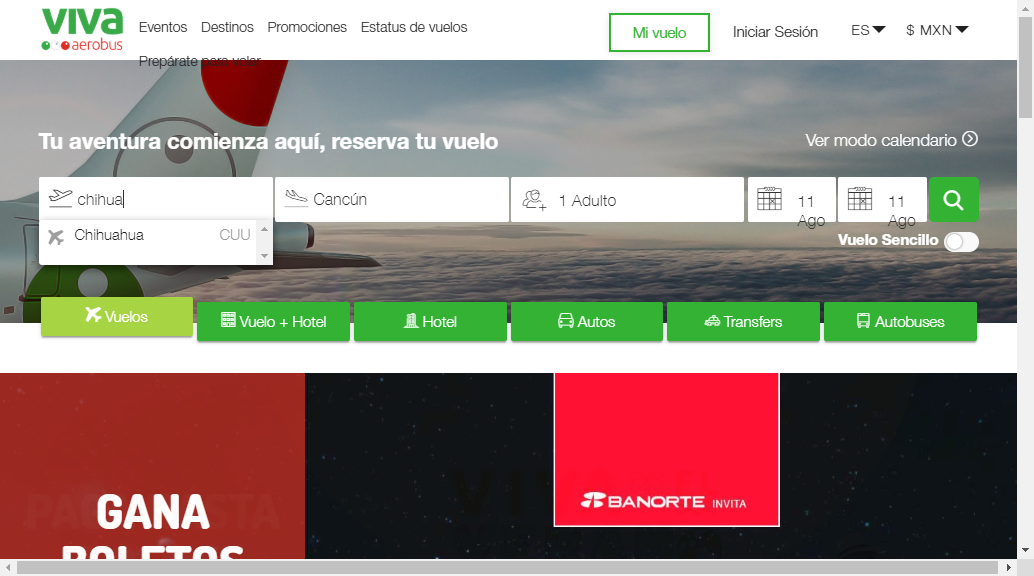 viva
aerobus
Eventos Destinos Promociones Estatus de vuelos
Prepárate para volar
Mi vuelo
Iniciar Sesión
ES
$ MXN
Tu aventura comienza aquí, reserva tu vuelo
Ver modo calendario
chihua
Cancún
1 Adulto
11
Ago
11
Ago
Chihuahua CUU
Vuelo Sencillo
Vuelos
Vuelo + Hotel
Hotel
Autos
Transfers
Autobuses
GANA
BOLETOS
BANORTE INVITA